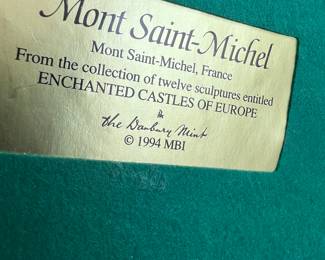 Mont Saint-Michel
Mont Saint-Michel, France
From the collection of twelve sculptures entitled
ENCHANTED CASTLES OF EUROPE
the Danbury Mint
© 1994 MBI